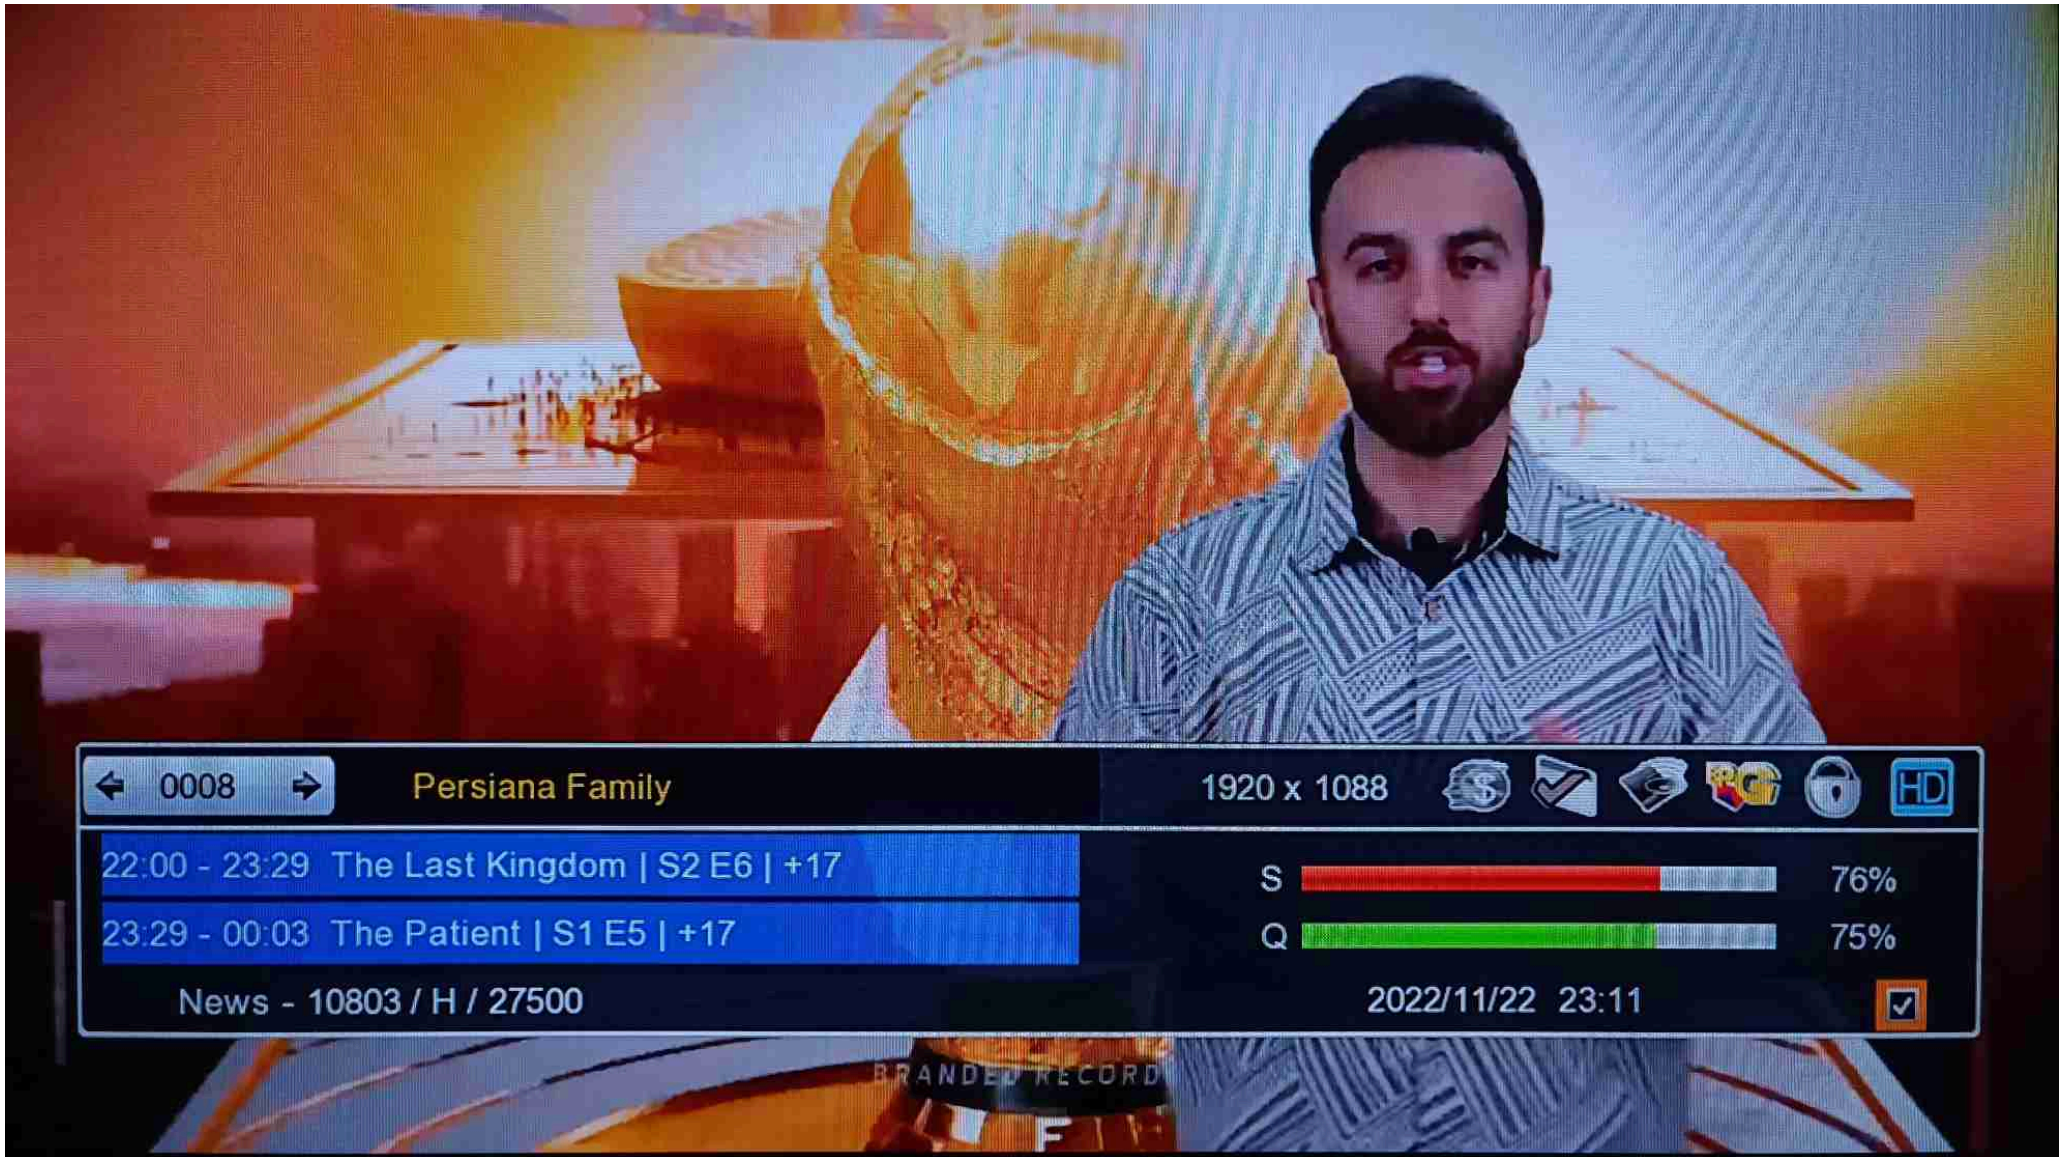 0008 Persiana Family 1920 x 1088 HD
22:00 - 23:29 The Last Kingdom | S2 E6 | +17
S 76%
23:29 - 00:03 The Patient | S1 E5 | +17
Q 75%
News - 10803 / H / 27500 2022/11/22 23:11
BRANDED RECORD
F